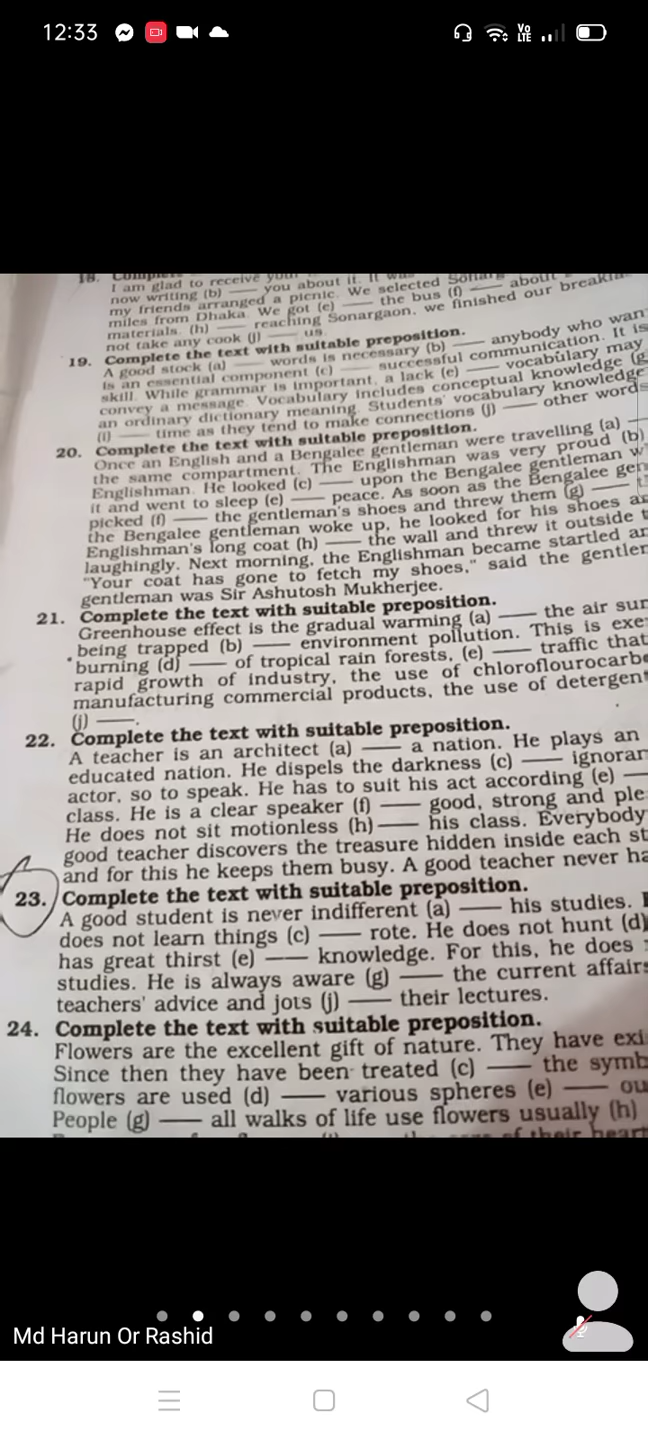 12:33
Vo
LTE
18. Complete
I am glad to receive your
now writing (b) — you about it. It was
my friends arranged a picnic. We selected
miles from Dhaka. We got (e) — the bus (f) — about
materials. (h) — reaching Sonargaon, we finished our
not take any cook (j) — us.
19. Complete the text with suitable preposition.
A good stock (a) — words is necessary (b) — anybody who wan
is an essential component (c) — successful communication. It is
skill. While grammar is important, a lack (e) — vocabulary may
convey a message. Vocabulary includes conceptual knowledge (g
an ordinary dictionary meaning. Students' vocabulary knowledge
(i) — time as they tend to make connections (j) — other words
20. Complete the text with suitable preposition.
Once an English and a Bengalee gentleman were travelling (a) —
the same compartment. The Englishman was very proud (b)
Englishman. He looked (c) — upon the Bengalee gentleman w
it and went to sleep (e) — peace. As soon as the Bengalee gen
picked (f) — the gentleman's shoes and threw them (g) — t
the Bengalee gentleman woke up, he looked for his shoes an
Englishman's long coat (h) — the wall and threw it outside t
laughingly. Next morning, the Englishman became startled an
"Your coat has gone to fetch my shoes," said the gentler
gentleman was Sir Ashutosh Mukherjee.
21. Complete the text with suitable preposition.
Greenhouse effect is the gradual warming (a) — the air sur
being trapped (b) — environment pollution. This is exe
burning (d) — of tropical rain forests, (e) — traffic that
rapid growth of industry, the use of chloroflourocarb
manufacturing commercial products, the use of detergent
(j) —.
22. Complete the text with suitable preposition.
A teacher is an architect (a) — a nation. He plays an
educated nation. He dispels the darkness (c) — ignoran
actor, so to speak. He has to suit his act according (e) —
class. He is a clear speaker (f) — good, strong and ple
He does not sit motionless (h) — his class. Everybody
good teacher discovers the treasure hidden inside each st
and for this he keeps them busy. A good teacher never ha
23. Complete the text with suitable preposition.
A good student is never indifferent (a) — his studies.
does not learn things (c) — rote. He does not hunt (d)
has great thirst (e) — knowledge. For this, he does
studies. He is always aware (g) — the current affairs
teachers' advice and jots (j) — their lectures.
24. Complete the text with suitable preposition.
Flowers are the excellent gift of nature. They have exi
Since then they have been treated (c) — the symb
flowers are used (d) — various spheres (e) — ou
People (g) — all walks of life use flowers usually (h)
of their heart
Md Harun Or Rashid